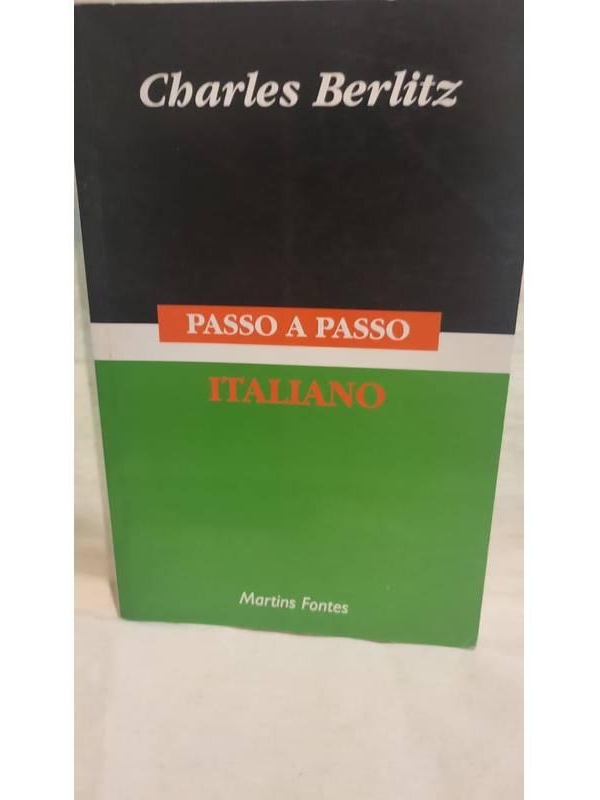 Charles Berlitz
PASSO A PASSO
ITALIANO
Martins Fontes